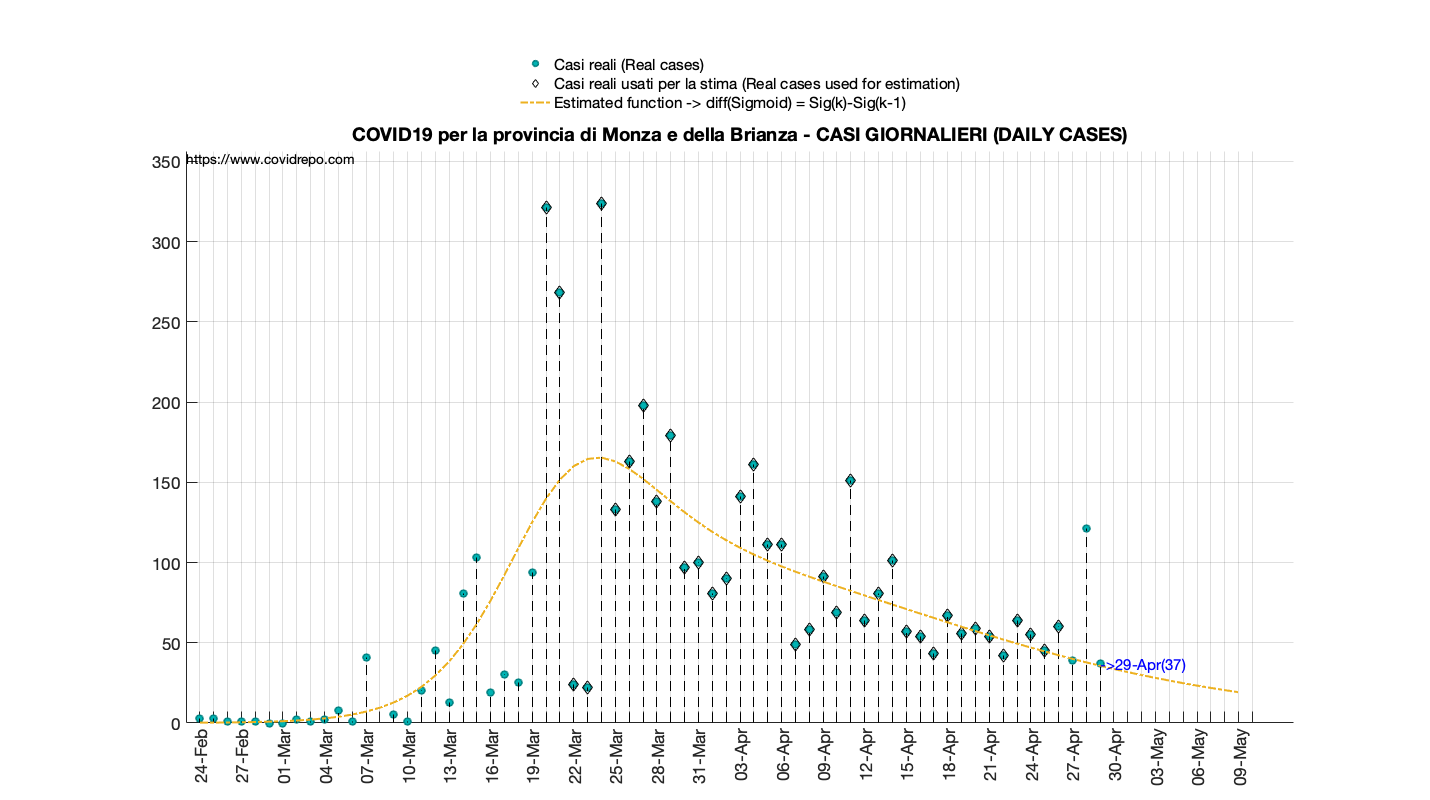 Casi reali (Real cases)
Casi reali usati per la stima (Real cases used for estimation)
Estimated function -> diff(Sigmoid) = Sig(k)-Sig(k-1)
COVID19 per la provincia di Monza e della Brianza - CASI GIORNALIERI (DAILY CASES)
https://www.covidrepo.com
350
300
250
200
150
100
50
0
>29-Apr(37)
24-Feb
27-Feb
01-Mar
04-Mar
07-Mar
10-Mar
13-Mar
16-Mar
19-Mar
22-Mar
25-Mar
28-Mar
31-Mar
03-Apr
06-Apr
09-Apr
12-Apr
15-Apr
18-Apr
21-Apr
24-Apr
27-Apr
30-Apr
03-May
06-May
09-May